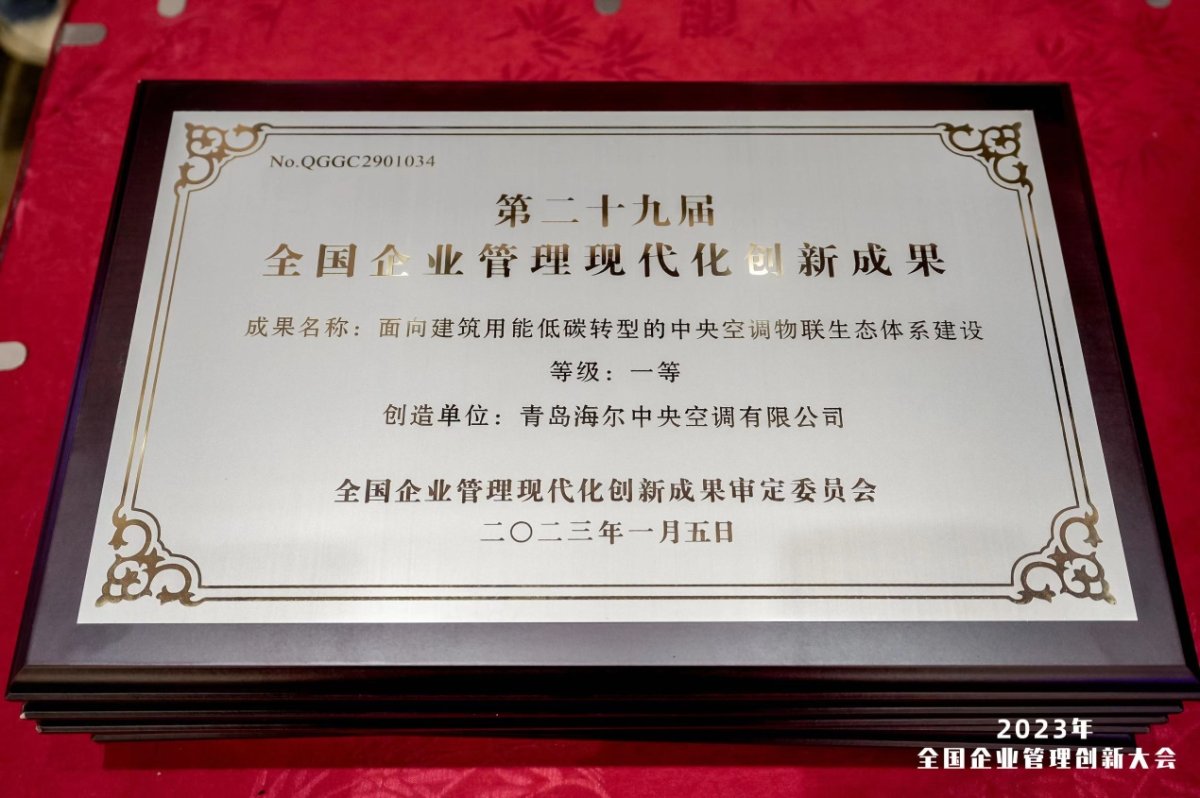 No.QGGC2901034
第二十九届
全国企业管理现代化创新成果
成果名称：面向建筑用能低碳转型的中央空调物联生态体系建设
等级：一等
创造单位：青岛海尔中央空调有限公司
全国企业管理现代化创新成果审定委员会
二〇二三年一月五日
2023年
全国企业管理创新大会